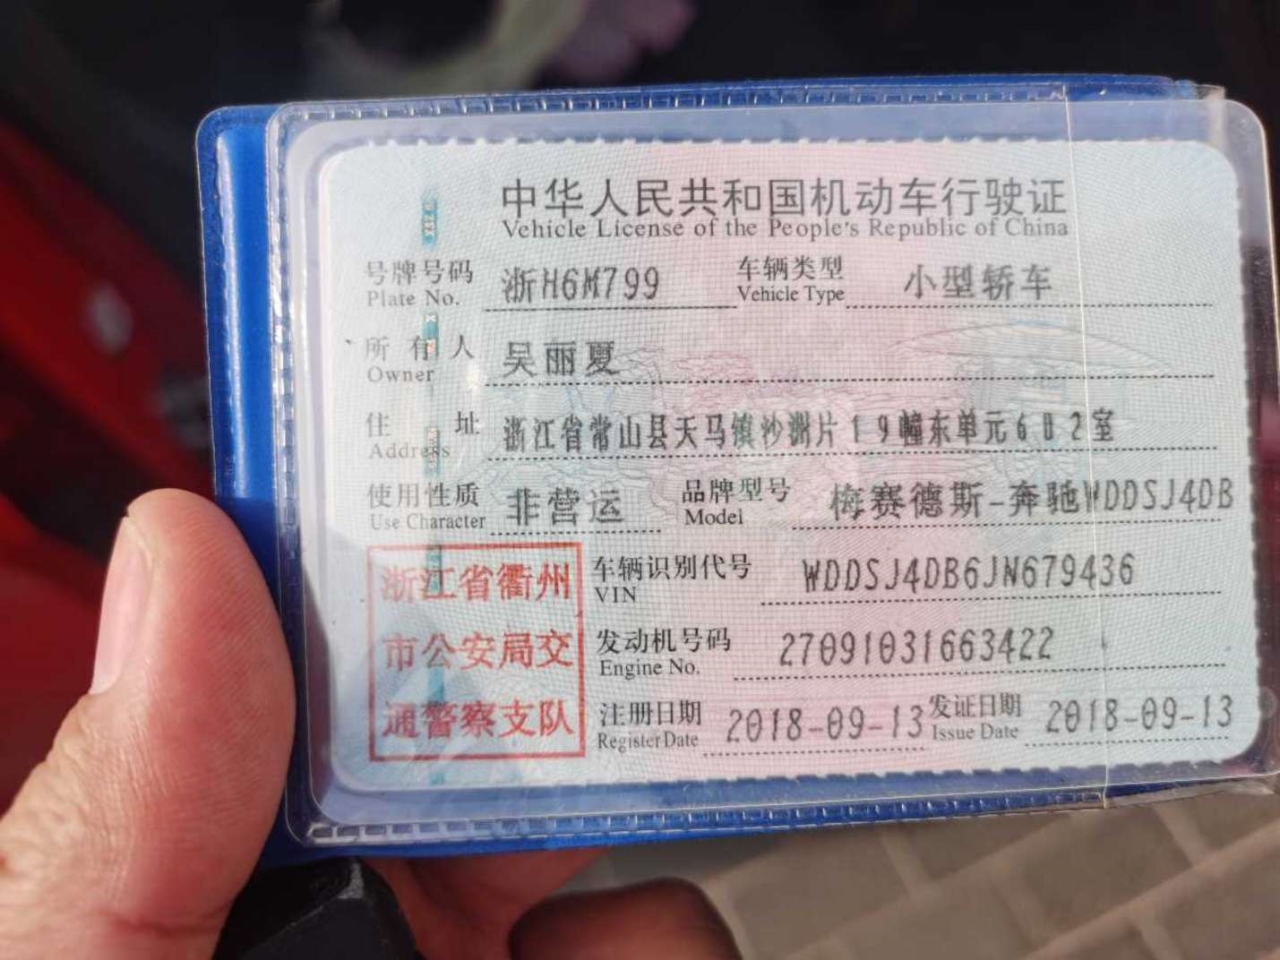 中华人民共和国机动车行驶证
Vehicle License of the People's Republic of China
号牌号码 浙H6M799 车辆类型 小型轿车
Plate No. Vehicle Type
所有人 吴丽夏
Owner
住址 浙江省常山县天马镇沙洲片19幢东单元602室
Address
使用性质 非营运 品牌型号 梅赛德斯-奔驰WDDSJ4DB
Use Character Model
浙江省衢州
市公安局交
通警察支队
车辆识别代号 WDDSJ4DB6JN679436
VIN
发动机号码 27091031663422
Engine No.
注册日期 2018-09-13 发证日期 2018-09-13
Register Date Issue Date